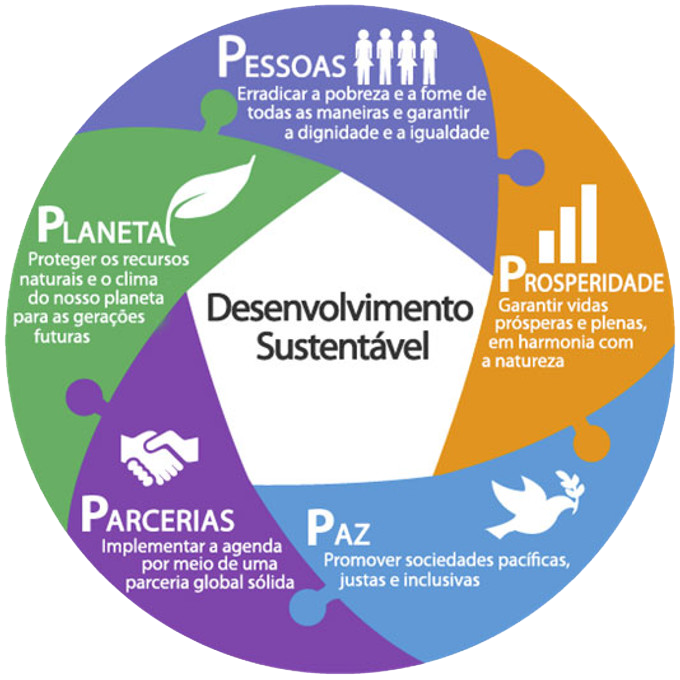 PESSOAS
Erradicar a pobreza e a fome de
todas as maneiras e garantir
a dignidade e a igualdade
PROSPERIDADE
Garantir vidas
prósperas e plenas,
em harmonia com
a natureza
PAZ
Promover sociedades pacíficas,
justas e inclusivas
PARCERIAS
Implementar a agenda
por meio de uma
parceria global sólida
PLANETA
Proteger os recursos
naturais e o clima
do nosso planeta
para as gerações
futuras
Desenvolvimento
Sustentável